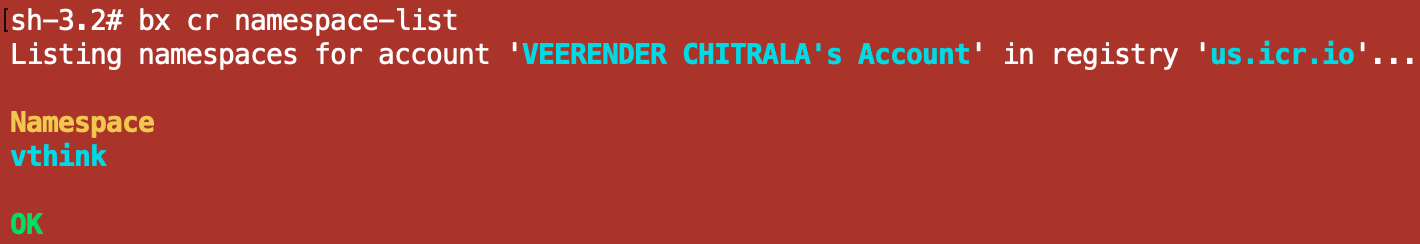 [sh-3.2# bx cr namespace-list
Listing namespaces for account 'VEERENDER CHITRALA's Account' in registry 'us.icr.io'...
Namespace
vthink
OK